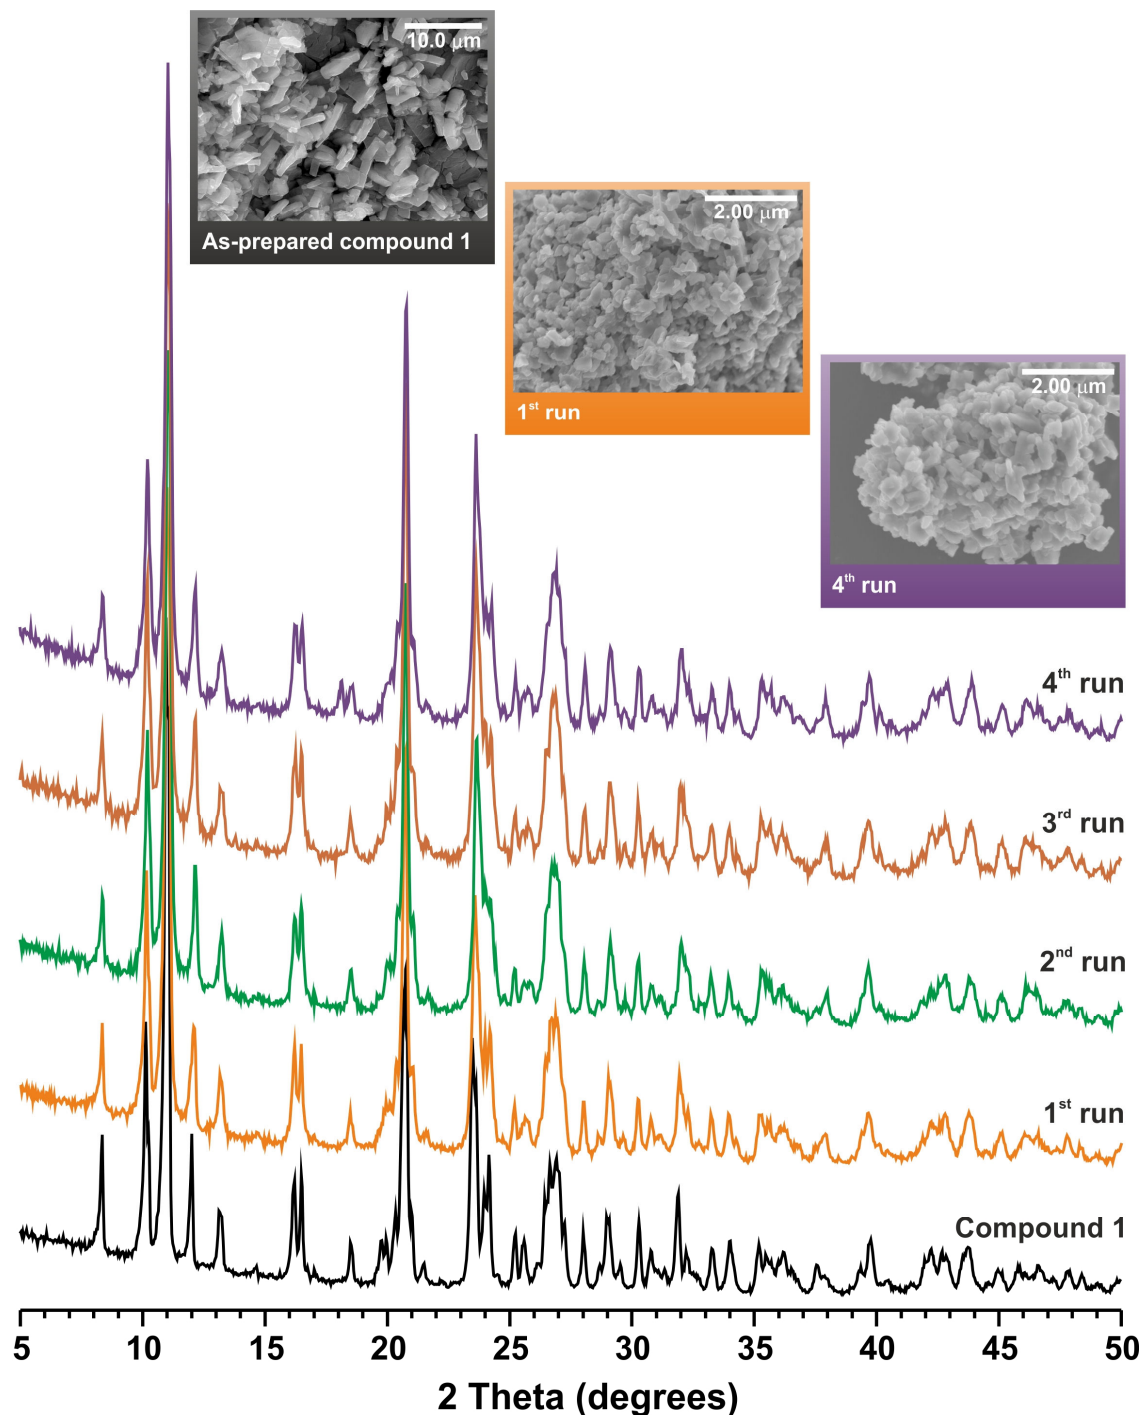 10.0 μm
As-prepared compound 1
2.00 μm
1st run
2.00 μm
4th run
4th run
3rd run
2nd run
1st run
Compound 1
5 10 15 20 25 30 35 40 45 50
2 Theta (degrees)